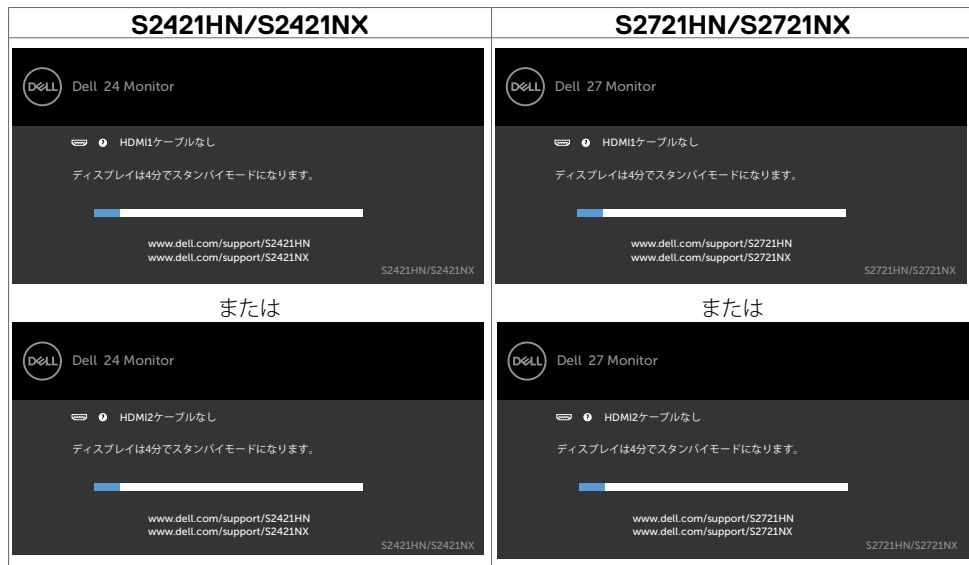 S2421HN/S2421NX
S2721HN/S2721NX
DELL
Dell 24 Monitor
HDMI1ケーブルなし
ディスプレイは4分でスタンバイモードになります。
www.dell.com/support/S2421HN
www.dell.com/support/S2421NX
S2421HN/S2421NX
DELL
Dell 27 Monitor
HDMI1ケーブルなし
ディスプレイは4分でスタンバイモードになります。
www.dell.com/support/S2721HN
www.dell.com/support/S2721NX
S2721HN/S2721NX
または
または
DELL
Dell 24 Monitor
HDMI2ケーブルなし
ディスプレイは4分でスタンバイモードになります。
www.dell.com/support/S2421HN
www.dell.com/support/S2421NX
S2421HN/S2421NX
DELL
Dell 27 Monitor
HDMI2ケーブルなし
ディスプレイは4分でスタンバイモードになります。
www.dell.com/support/S2721HN
www.dell.com/support/S2721NX
S2721HN/S2721NX